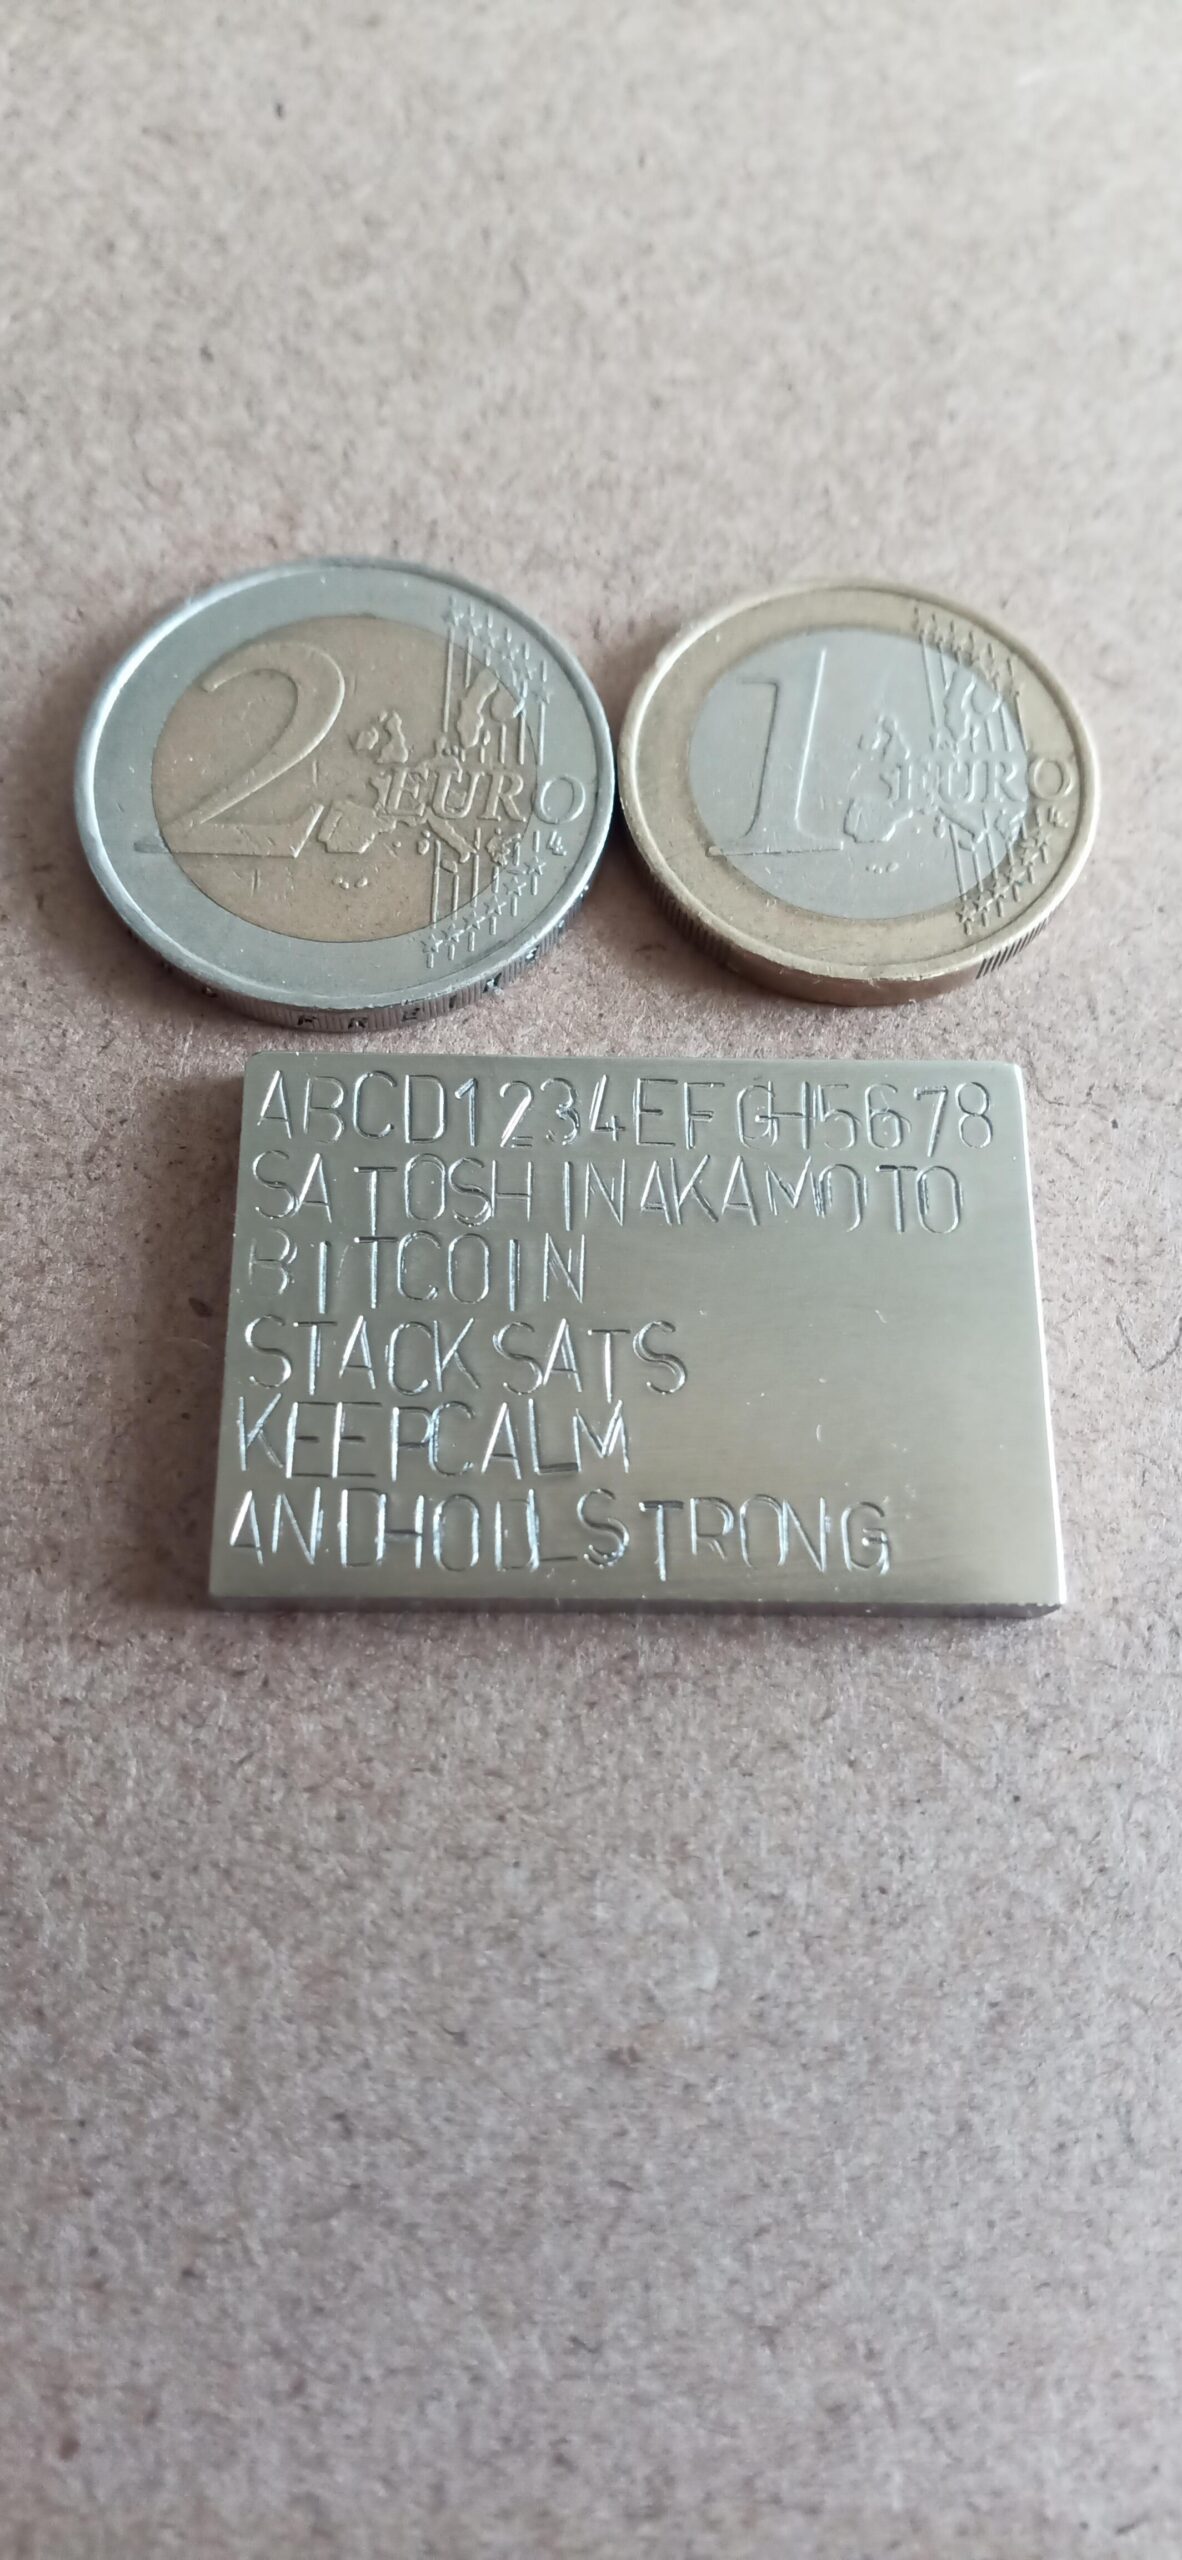 2 EURO
1 EURO
ABCD1234EFGH5678
SATOSHINAKAMOTO
BITCOIN
STACKSATS
KEEPCALM
ANDHODLSTRONG